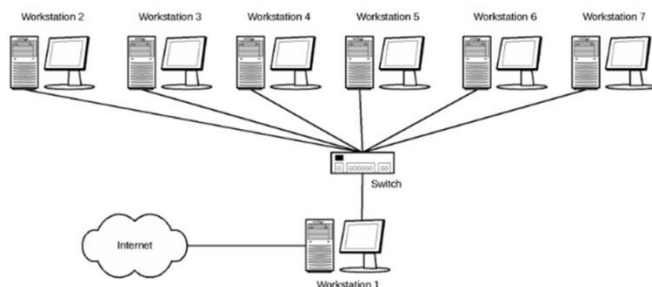 Workstation 2
Workstation 3
Workstation 4
Workstation 5
Workstation 6
Workstation 7
Switch
Internet
Workstation 1